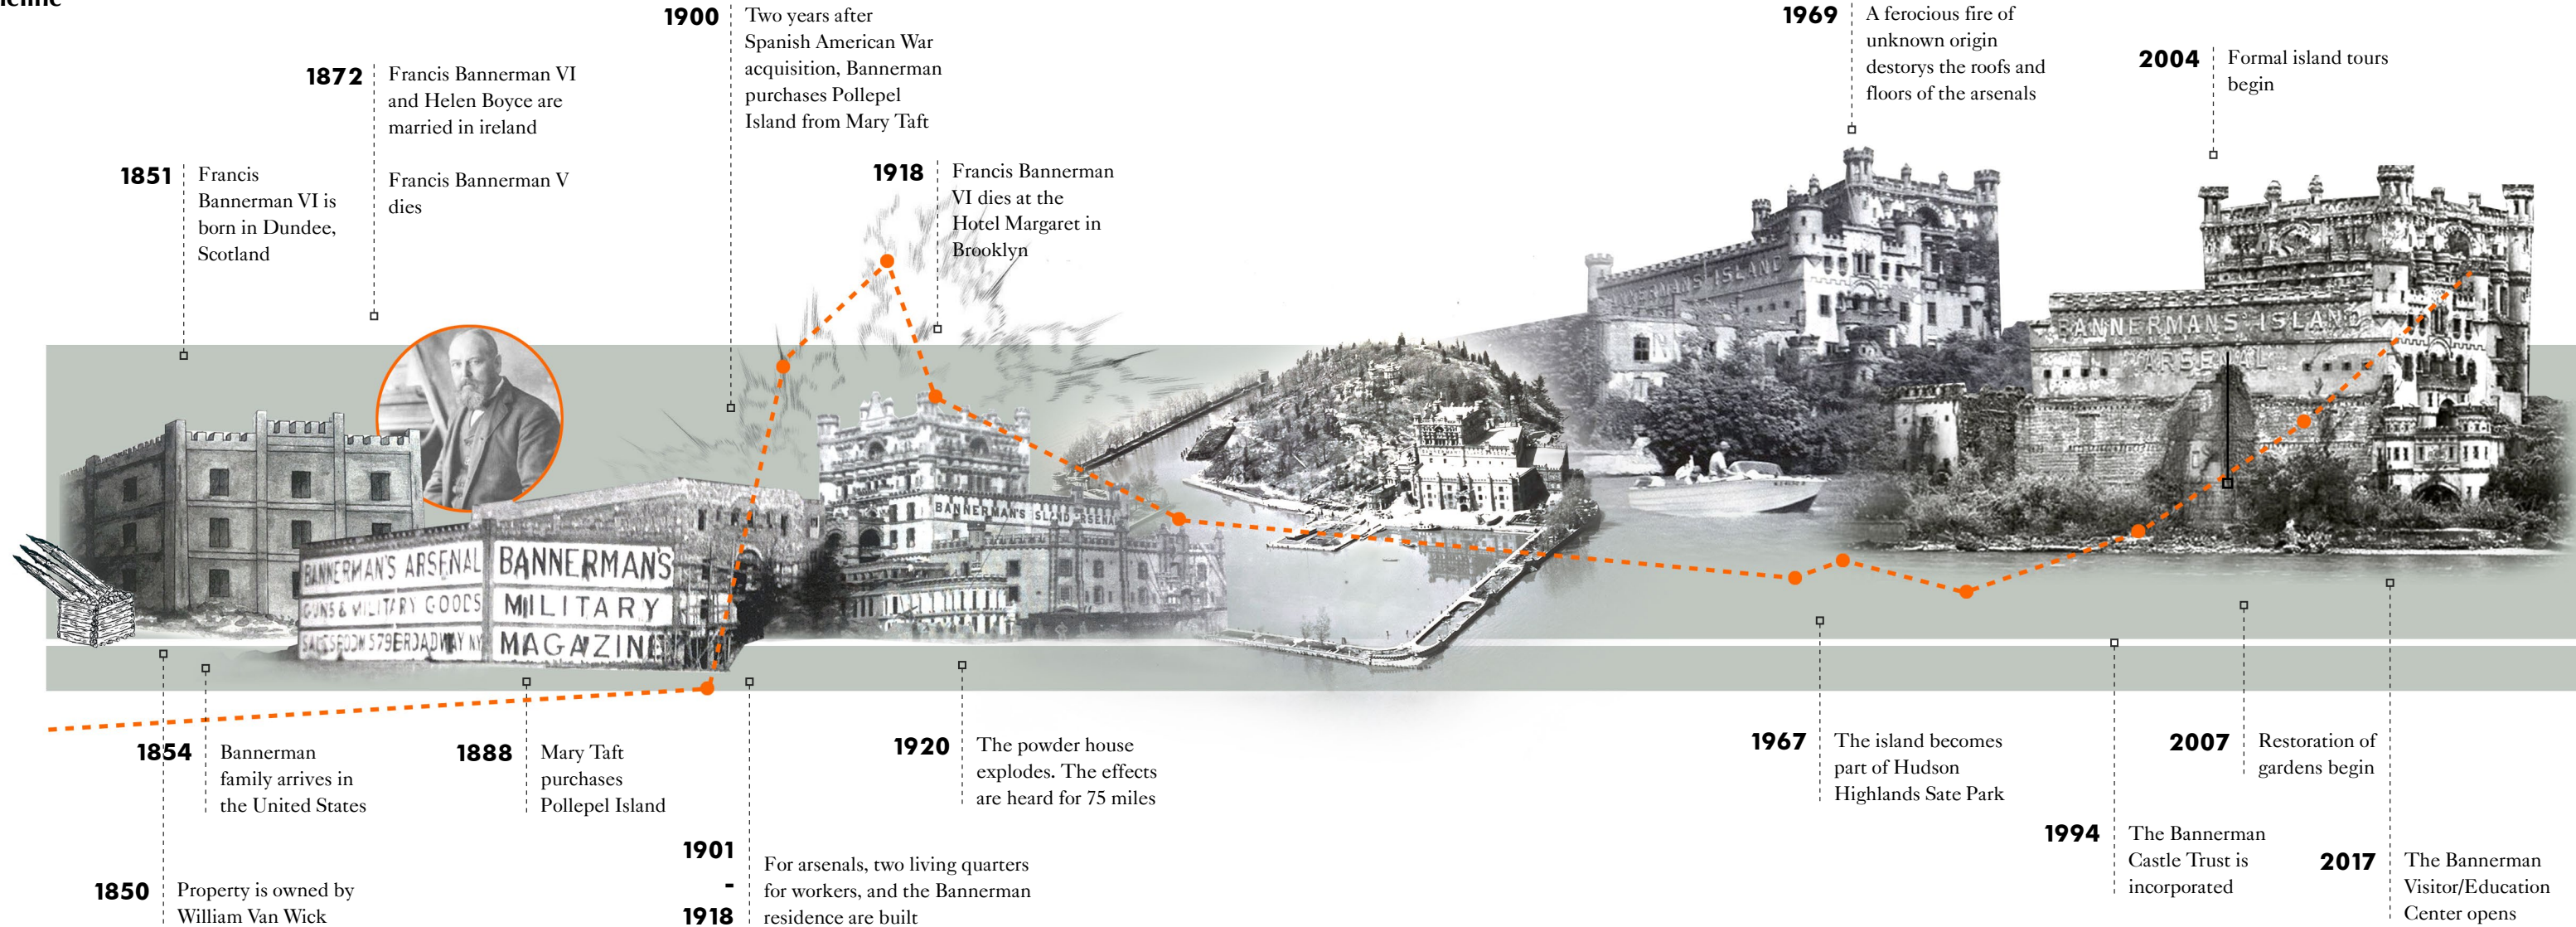 1851
Francis
Bannerman VI is
born in Dundee,
Scotland
1872
Francis Bannerman VI
and Helen Boyce are
married in ireland
Francis Bannerman V
dies
1900
Two years after
Spanish American War
acquisition, Bannerman
purchases Pollepel
Island from Mary Taft
1918
Francis Bannerman
VI dies at the
Hotel Margaret in
Brooklyn
1969
A ferocious fire of
unknown origin
destorys the roofs and
floors of the arsenals
2004
Formal island tours
begin
BANNERMAN'S ARSENAL
GUNS & MILITARY GOODS
SALESROOM 579 BROADWAY NY
BANNERMAN'S
MILITARY
MAGAZINE
BANNERMAN'S ISLAND ARSENAL
BANNERMANS ISLAND
BANNERMANS ISLAND
ARSENAL
1850
Property is owned by
William Van Wick
1854
Bannerman
family arrives in
the United States
1888
Mary Taft
purchases
Pollepel Island
1901
-
1918
For arsenals, two living quarters
for workers, and the Bannerman
residence are built
1920
The powder house
explodes. The effects
are heard for 75 miles
1967
The island becomes
part of Hudson
Highlands Sate Park
1994
The Bannerman
Castle Trust is
incorporated
2007
Restoration of
gardens begin
2017
The Bannerman
Visitor/Education
Center opens